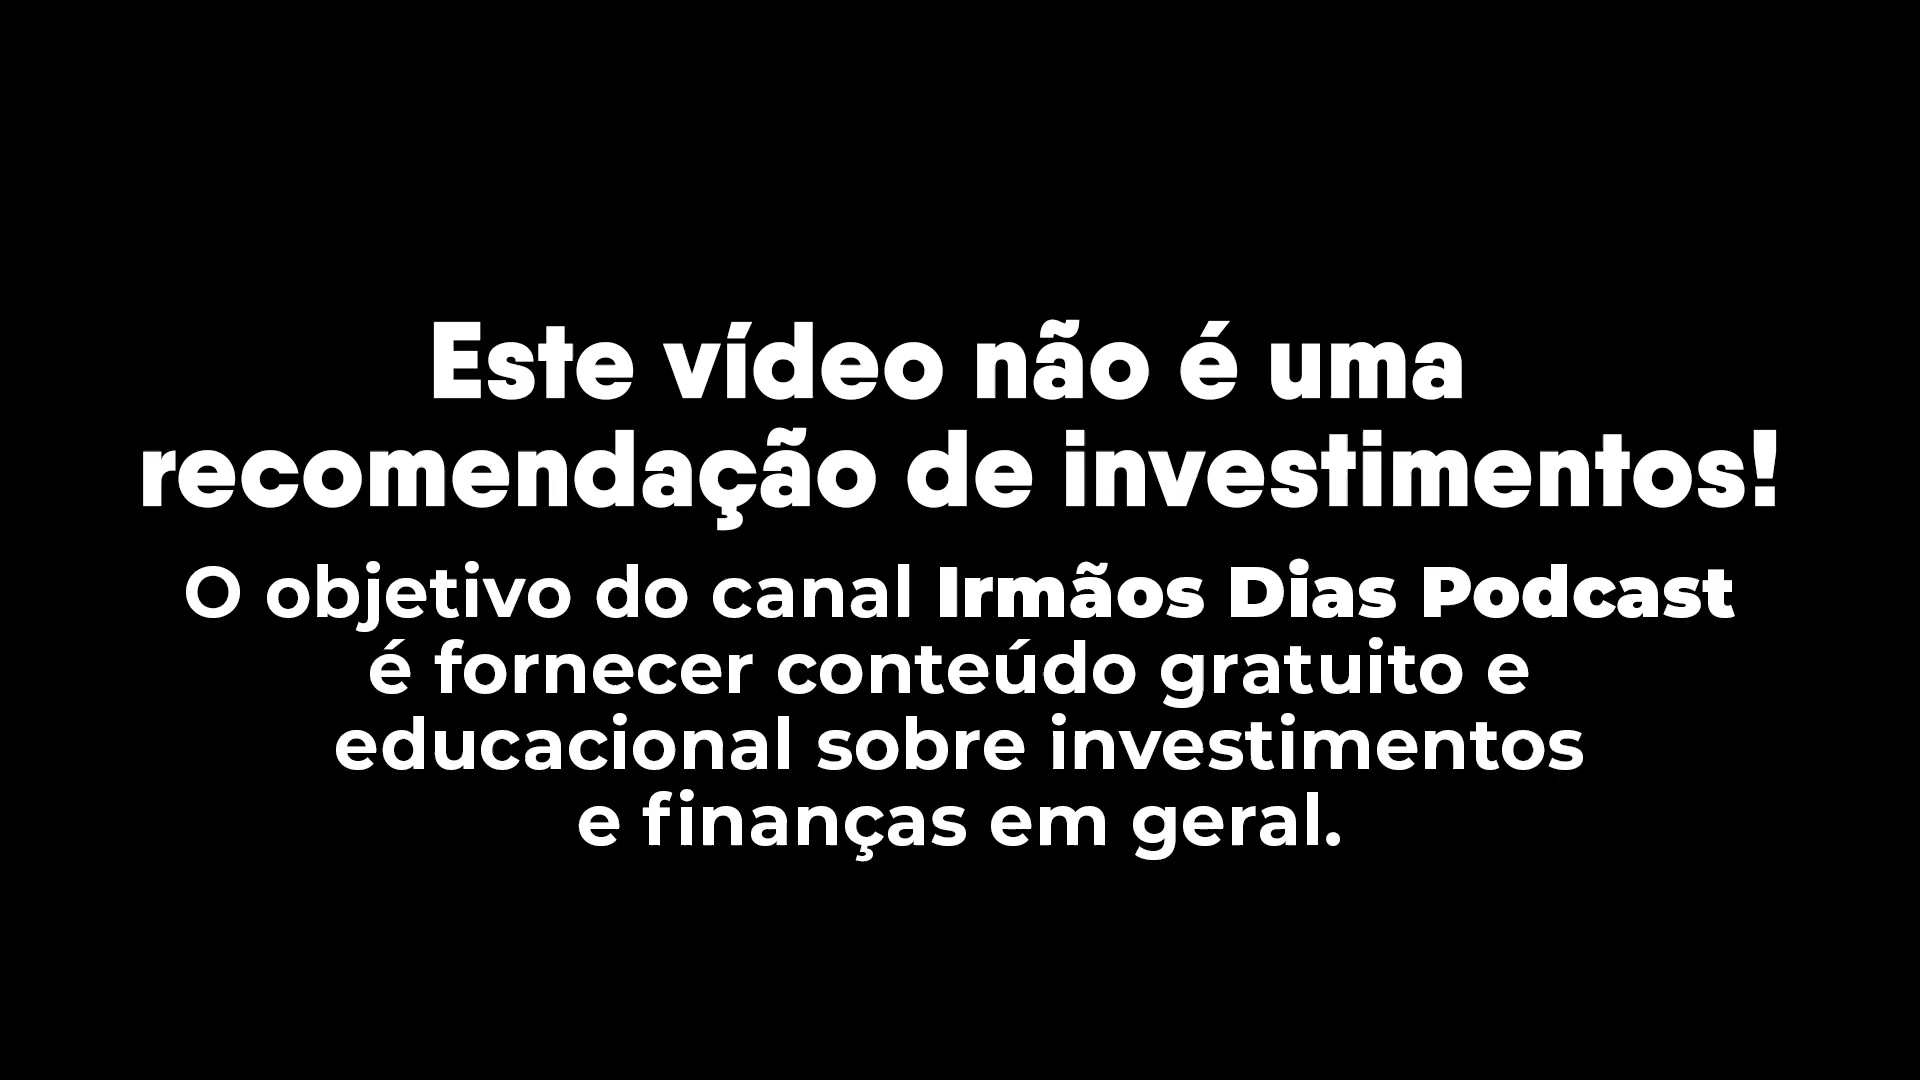 Este vídeo não é uma
recomendação de investimentos!
O objetivo do canal Irmãos Dias Podcast
é fornecer conteúdo gratuito e
educacional sobre investimentos
e finanças em geral.